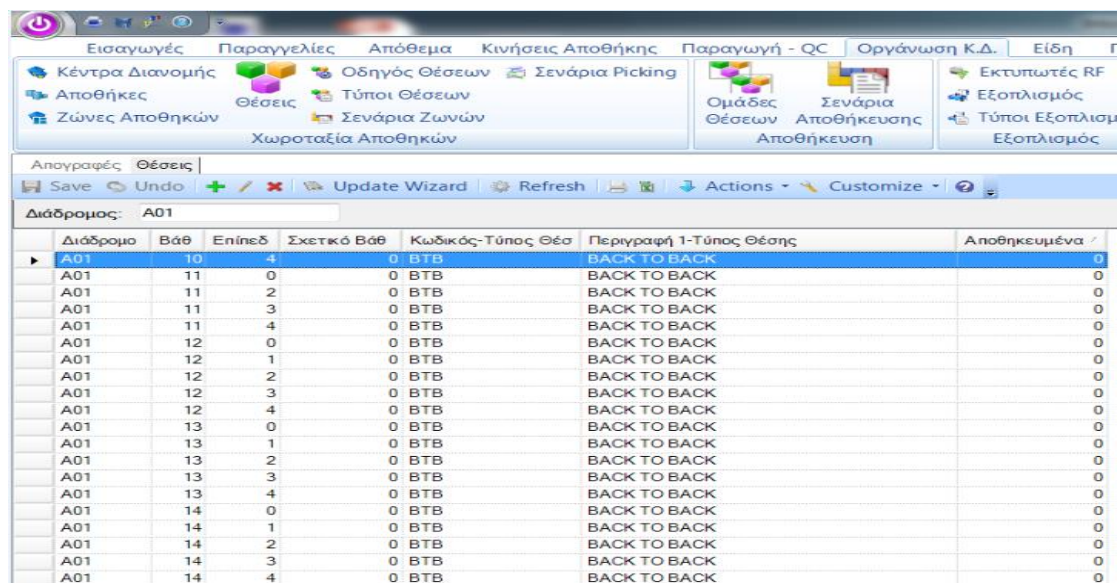 Εισαγωγές Παραγγελίες Απόθεμα Κινήσεις Αποθήκης Παραγωγή - QC Οργάνωση Κ.Δ. Είδη
Κέντρα Διανομής Οδηγός Θέσεων Σενάρια Picking Εκτυπωτές RF
Αποθήκες Θέσεις Τύποι Θέσεων Ομάδες Θέσεων Σενάρια Αποθήκευσης Εξοπλισμός
Ζώνες Αποθηκών Σενάρια Ζωνών Τύποι Εξοπλισμ
Χωροταξία Αποθηκών Αποθήκευση Εξοπλισμός
Απογραφές Θέσεις
Save Undo Update Wizard Refresh Actions Customize
Διάδρομος: A01
Διάδρομο Βάθ Επίπεδ Σχετικό Βάθ Κωδικός-Τύπος Θέσ Περιγραφή 1-Τύπος Θέσης Αποθηκευμένα
A01 10 4 0 BTB BACK TO BACK 0
A01 11 0 0 BTB BACK TO BACK 0
A01 11 2 0 BTB BACK TO BACK 0
A01 11 3 0 BTB BACK TO BACK 0
A01 11 4 0 BTB BACK TO BACK 0
A01 12 0 0 BTB BACK TO BACK 0
A01 12 1 0 BTB BACK TO BACK 0
A01 12 2 0 BTB BACK TO BACK 0
A01 12 3 0 BTB BACK TO BACK 0
A01 12 4 0 BTB BACK TO BACK 0
A01 13 0 0 BTB BACK TO BACK 0
A01 13 1 0 BTB BACK TO BACK 0
A01 13 2 0 BTB BACK TO BACK 0
A01 13 3 0 BTB BACK TO BACK 0
A01 13 4 0 BTB BACK TO BACK 0
A01 14 0 0 BTB BACK TO BACK 0
A01 14 1 0 BTB BACK TO BACK 0
A01 14 2 0 BTB BACK TO BACK 0
A01 14 3 0 BTB BACK TO BACK 0
A01 14 4 0 BTB BACK TO BACK 0